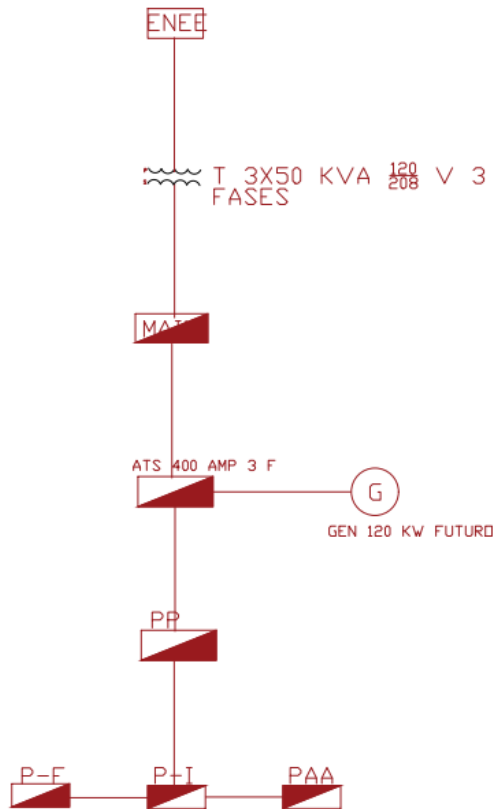 ENEE
T 3X50 KVA 120/208 V 3
FASES
ATS 400 AMP 3 F
G
GEN 120 KW FUTURO
PP
P-F P-I PAA